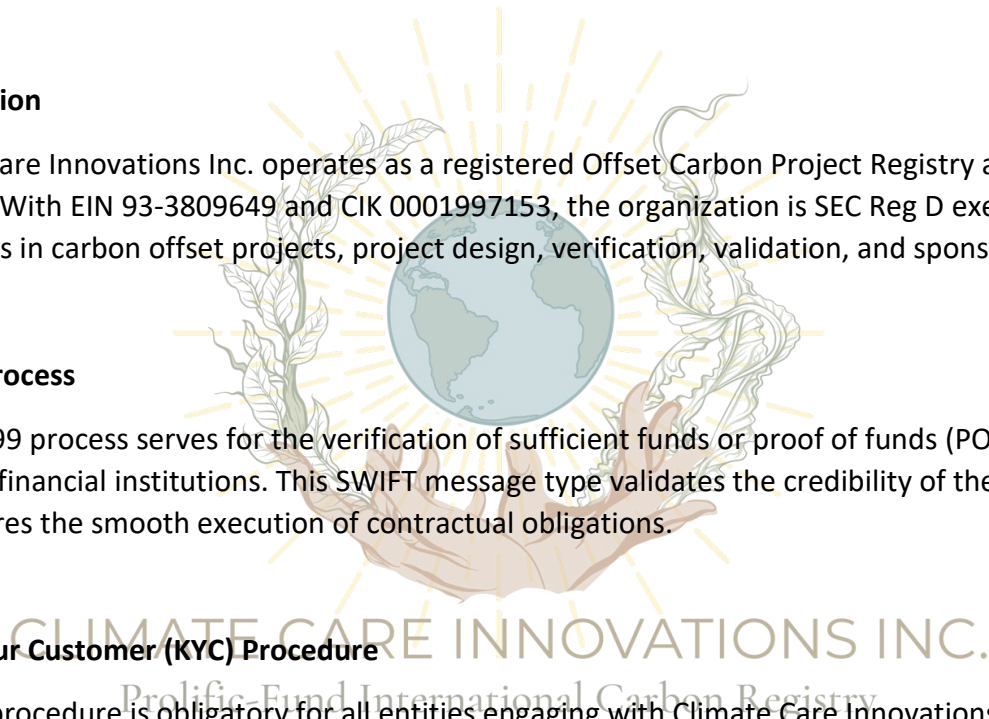 ion
are Innovations Inc. operates as a registered Offset Carbon Project Registry a
With EIN 93-3809649 and CIK 0001997153, the organization is SEC Reg D exe
s in carbon offset projects, project design, verification, validation, and spons
rocess
99 process serves for the verification of sufficient funds or proof of funds (PO
financial institutions. This SWIFT message type validates the credibility of the
res the smooth execution of contractual obligations.
CLIMATE CARE INNOVATIONS INC.
ur Customer (KYC) Procedure
Prolific-Fund International Carbon Registry
procedure is obligatory for all entities engaging with Climate Care Innovations